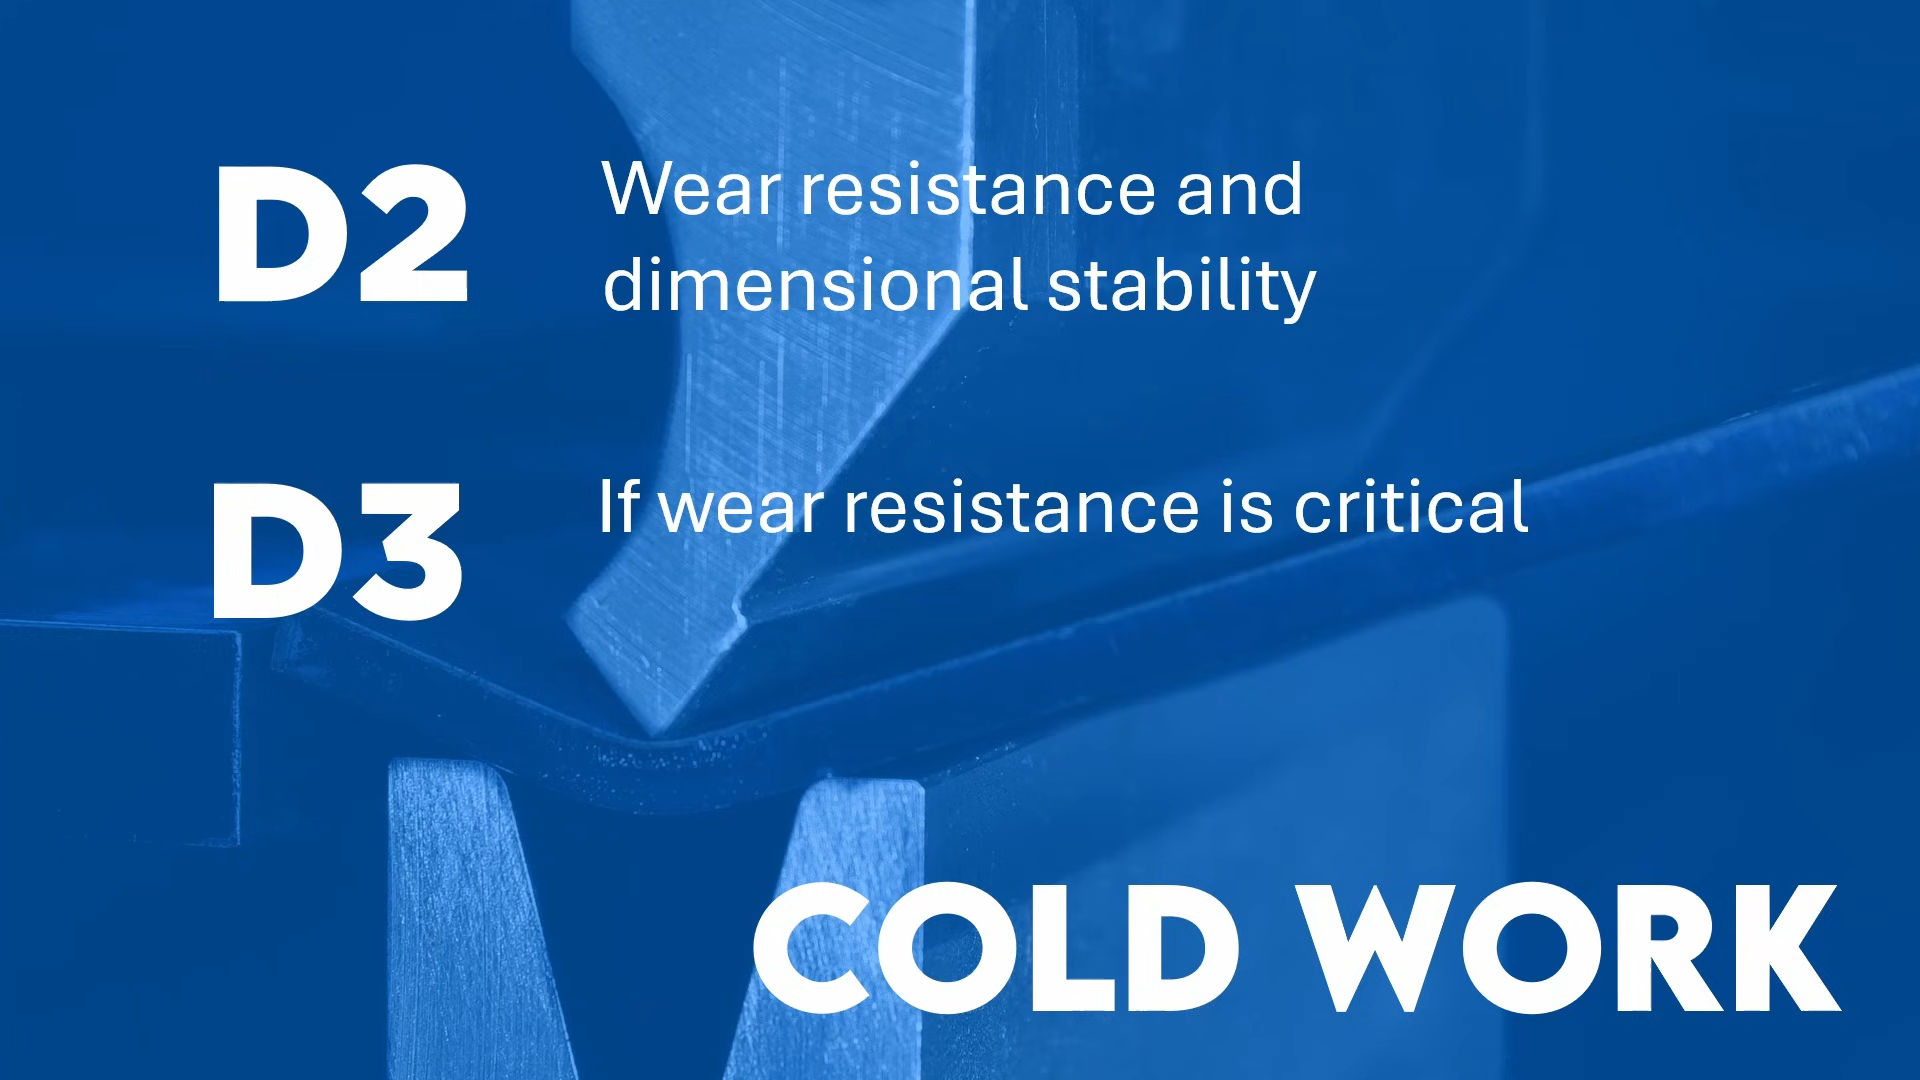 D2
Wear resistance and
dimensional stability
D3
If wear resistance is critical
COLD WORK